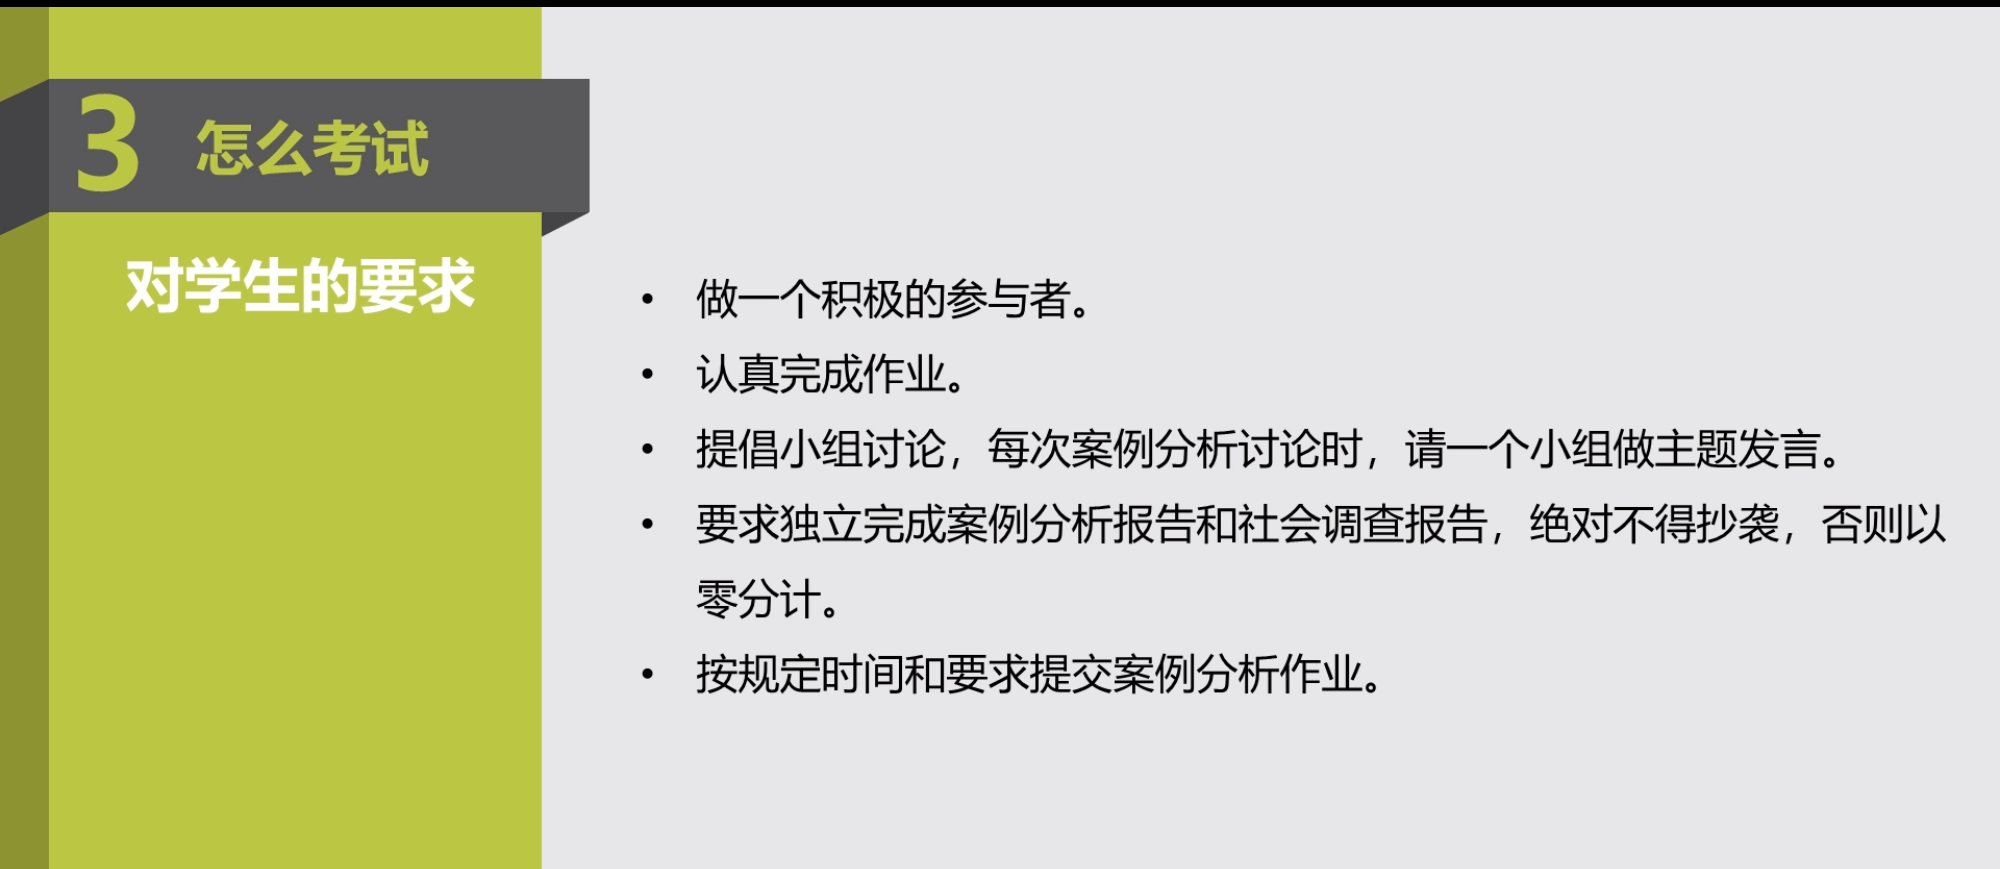 3 怎么考试
对学生的要求
• 做一个积极的参与者。
• 认真完成作业。
• 提倡小组讨论，每次案例分析讨论时，请一个小组做主题发言。
• 要求独立完成案例分析报告和社会调查报告，绝对不得抄袭，否则以
零分计。
• 按规定时间和要求提交案例分析作业。